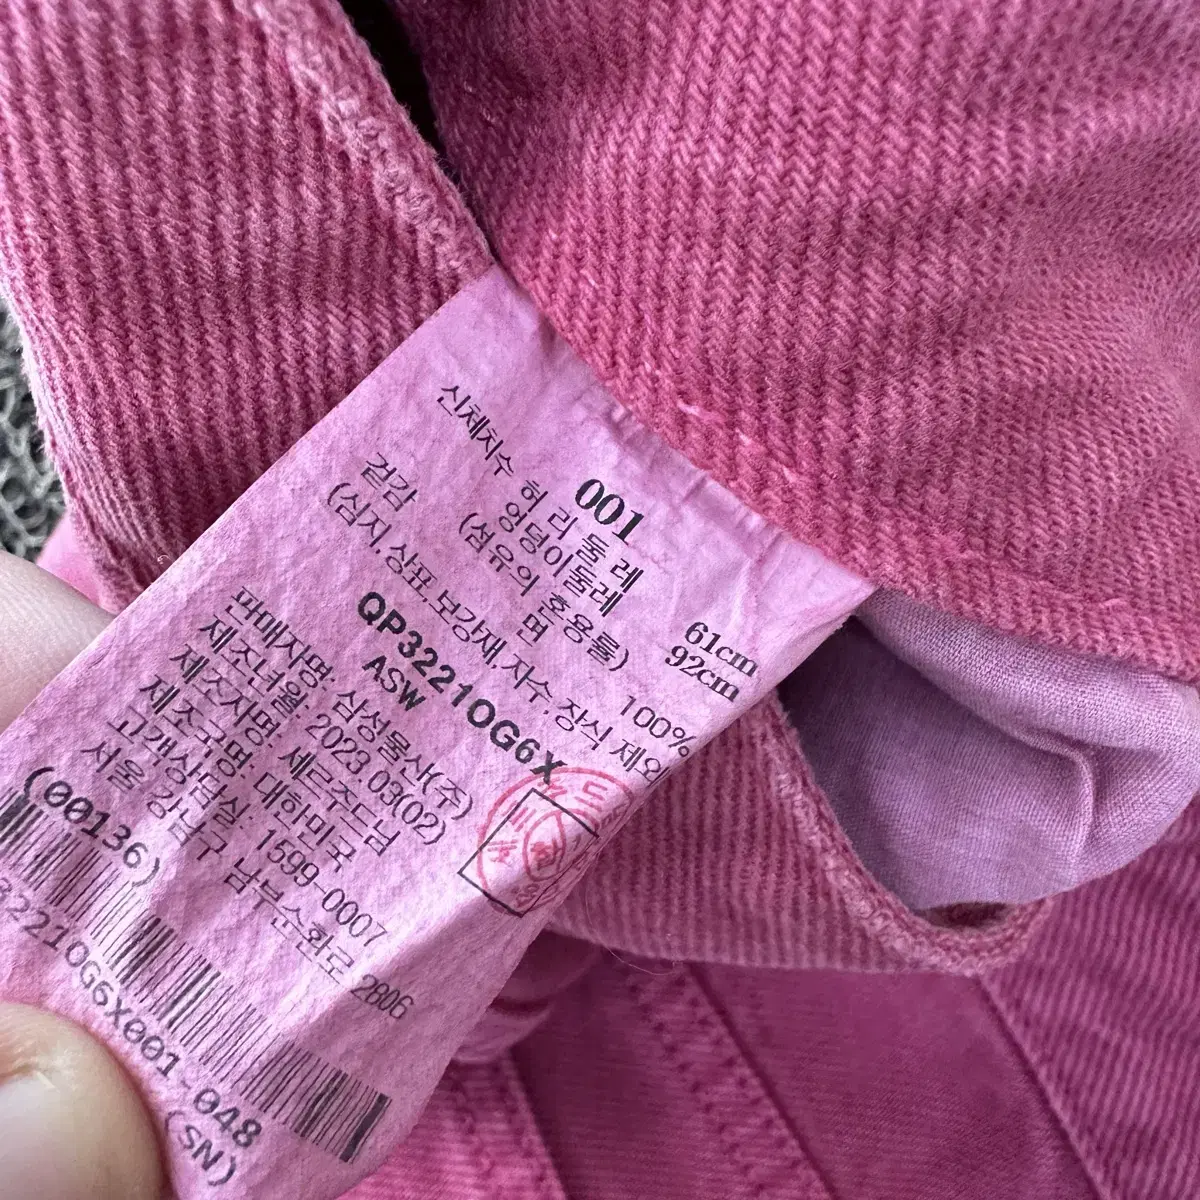 001
신체치수 허리둘레 61cm
엉덩이둘레 92cm
(섬유의 혼용률)
겉감 면 100%
(심지,상표,보강재,자수,장식 제외)
QP3221OG6X
ASW
판매자명: 삼성물산(주)
제조년월: 2023.03(02)
제조자명: 세르주드님
제조국명: 대한민국
고객상담실: 1599-0007
서울 강남구 남부순환로 2806
(00136)
3221OG6X001-048
(SN)